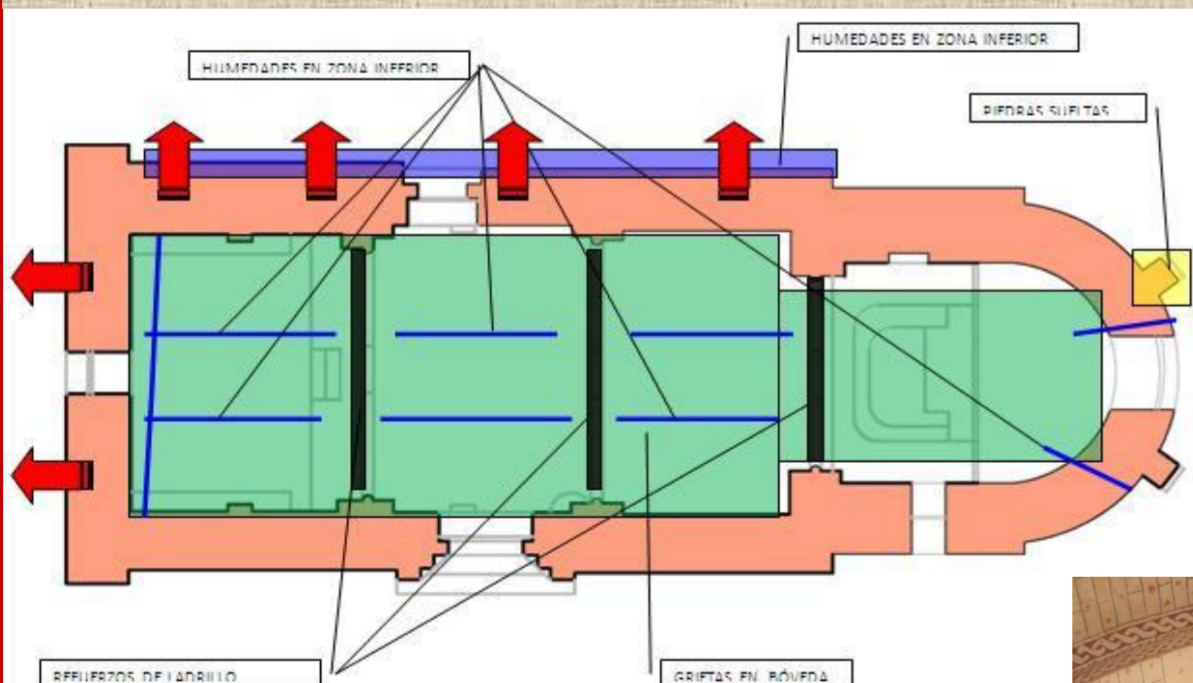 HUMEDADES EN ZONA INFERIOR
HUMEDADES EN ZONA INFERIOR
PIEDRAS SUELTAS
REFUERZOS DE LADRILLO
GRIETAS EN BÓVEDA